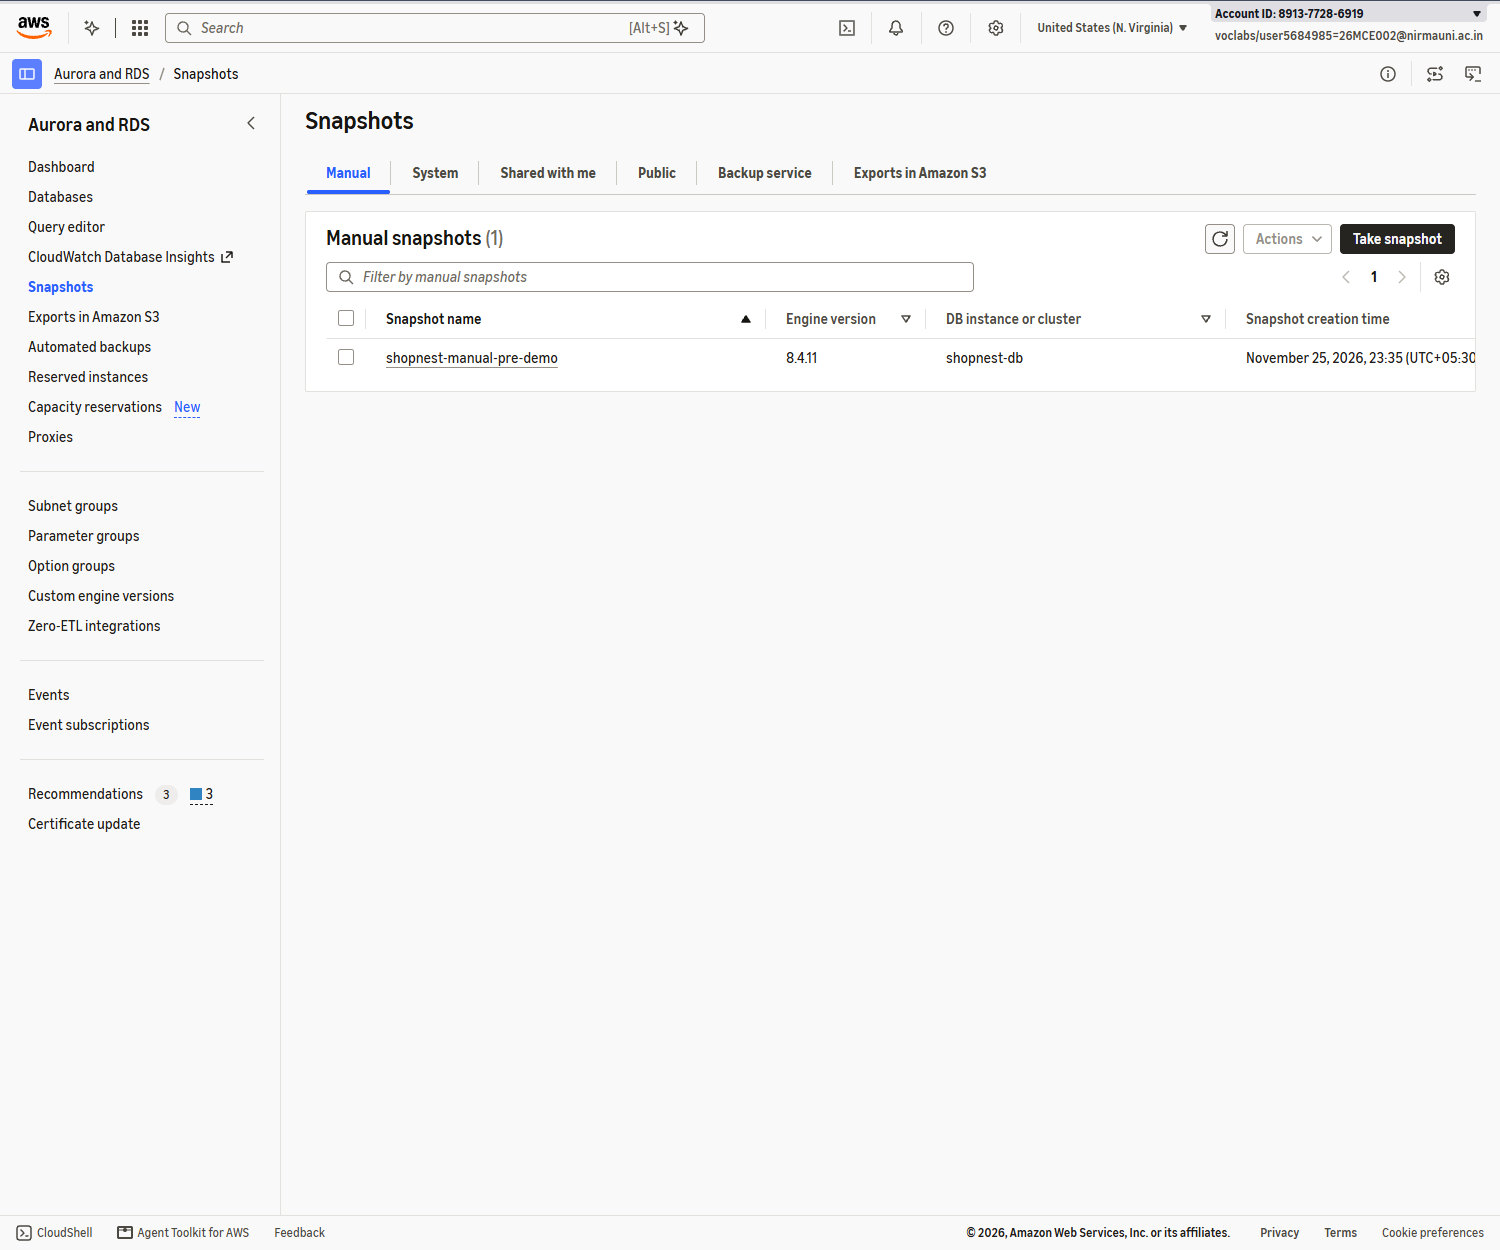 aws
Search
[Alt+S]
United States (N. Virginia)
Account ID: 8913-7728-6919
voclabs/user5684985=26MCE002@nirmauni.ac.in
Aurora and RDS / Snapshots
Aurora and RDS
Dashboard
Databases
Query editor
CloudWatch Database Insights
Snapshots
Exports in Amazon S3
Automated backups
Reserved instances
Capacity reservations New
Proxies
Subnet groups
Parameter groups
Option groups
Custom engine versions
Zero-ETL integrations
Events
Event subscriptions
Recommendations 3 3
Certificate update
Snapshots
Manual System Shared with me Public Backup service Exports in Amazon S3
Manual snapshots (1)
Actions
Take snapshot
Filter by manual snapshots
1
Snapshot name Engine version DB instance or cluster Snapshot creation time
shopnest-manual-pre-demo 8.4.11 shopnest-db November 25, 2026, 23:35 (UTC+05:30
CloudShell Agent Toolkit for AWS Feedback © 2026, Amazon Web Services, Inc. or its affiliates. Privacy Terms Cookie preferences